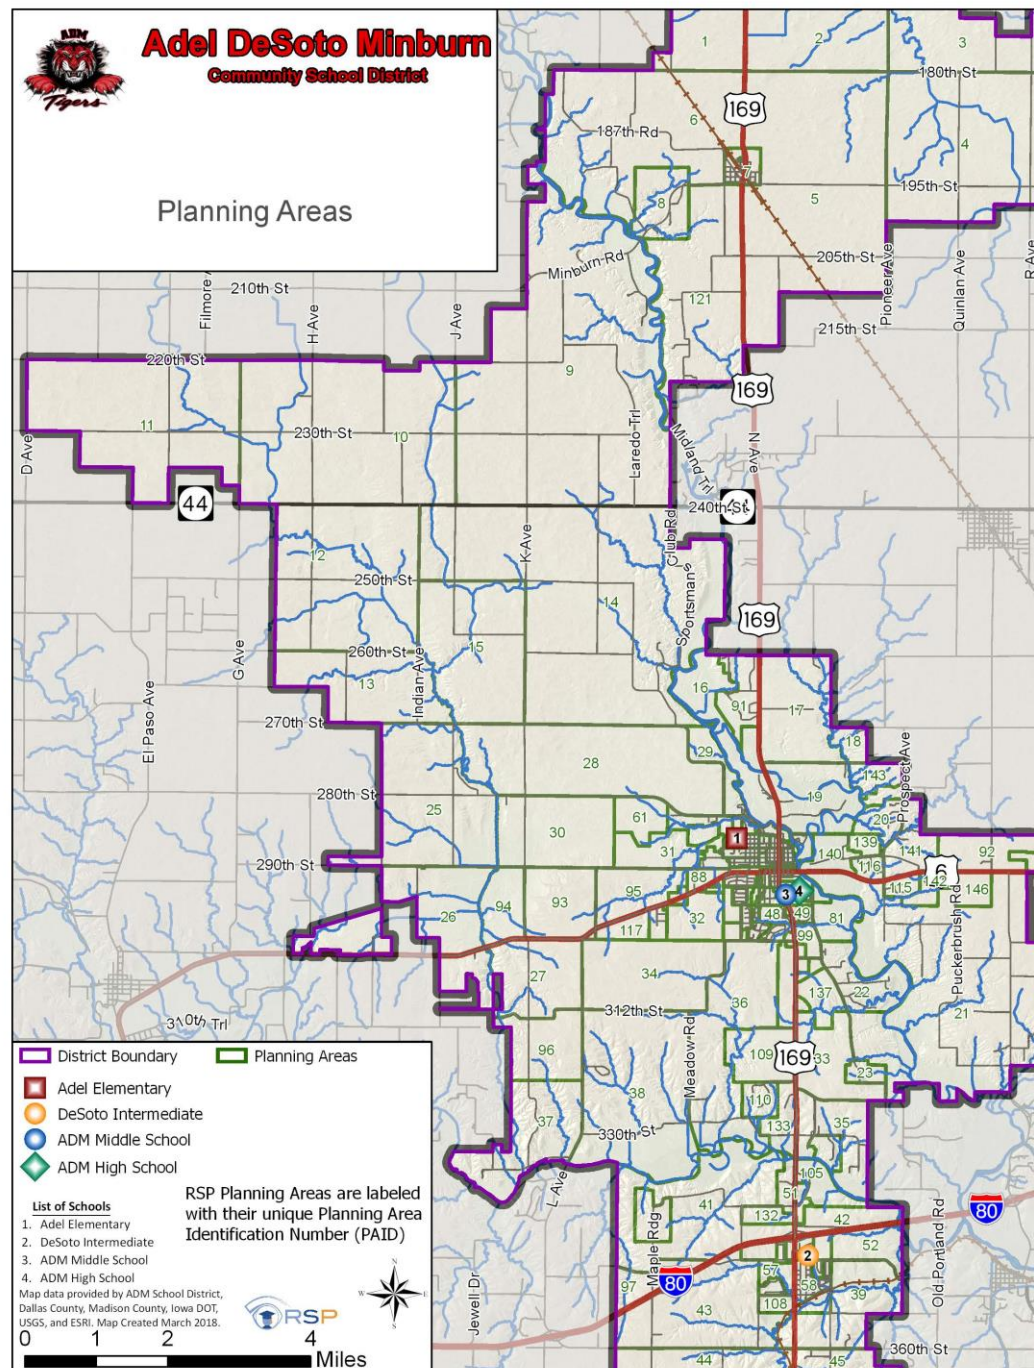 ADM
Tigers
Adel DeSoto Minburn
Community School District
Planning Areas
1
2
3
180th St
169
6
187th Rd
4
7
195th St
8
5
Minburn Rd
205th St
210th St
Filmore A
H Ave
J Ave
121
Pioneer Ave
Quinlan Ave
R Ave
215th St
220th St
9
169
11
230th St
10
D Ave
Laredo Trl
Midland Trl
N Ave
44
240th St
K Ave
Club Rd
12
250th St
14
Sportsmans
169
260th St
15
13
G Ave
Indian Ave
16
91
17
El Paso Ave
270th St
18
29
28
143
Prospect Ave
280th St
19
25
61
20
30
1
31
139
141
92
290th St
140
116
6
88
115
142
146
95
3
4
94
93
26
32
48
49
81
117
99
Puckerbrush Rd
27
34
137
22
36
312th St
21
310th Trl
Meadow Rd
169
109
33
96
23
38
110
37
330th St
133
35
L Ave
105
51
41
132
42
80
Maple Rdg
2
52
Old Portland Rd
57
97
80
58
39
108
43
Jewell Dr
44
45
360th St
District Boundary
Planning Areas
Adel Elementary
DeSoto Intermediate
ADM Middle School
ADM High School
List of Schools
1. Adel Elementary
2. DeSoto Intermediate
3. ADM Middle School
4. ADM High School
RSP Planning Areas are labeled
with their unique Planning Area
Identification Number (PAID)
Map data provided by ADM School District,
Dallas County, Madison County, Iowa DOT,
USGS, and ESRI. Map Created March 2018.
RSP
N
W
E
S
0 1 2 4
Miles